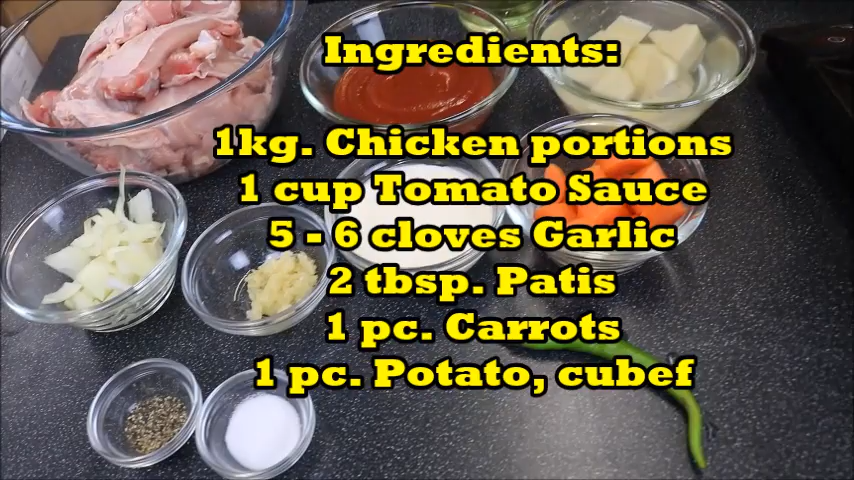 Ingredients:
1kg. Chicken portions
1 cup Tomato Sauce
5 - 6 cloves Garlic
2 tbsp. Patis
1 pc. Carrots
1 pc. Potato, cubef